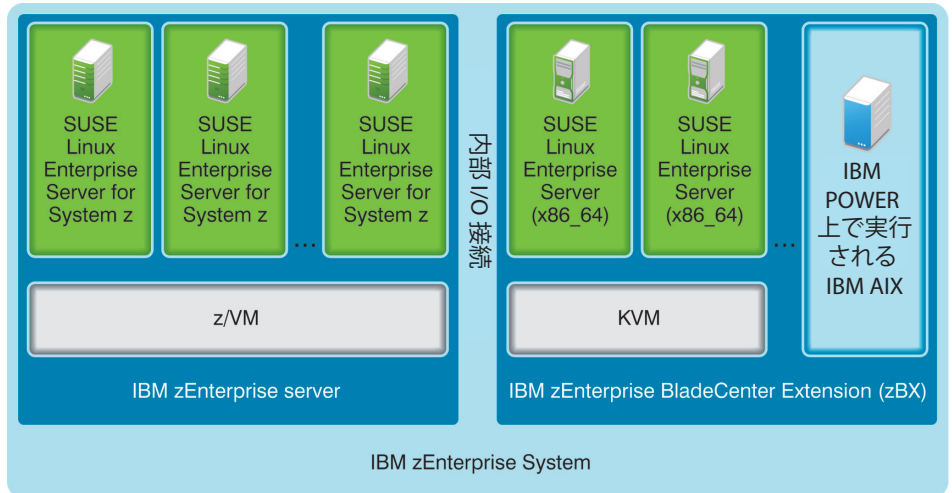 SUSE
Linux
Enterprise
Server for
System z
SUSE
Linux
Enterprise
Server for
System z
...
SUSE
Linux
Enterprise
Server for
System z
z/VM
IBM zEnterprise server
内部 I/O 接続
SUSE
Linux
Enterprise
Server
(x86_64)
SUSE
Linux
Enterprise
Server
(x86_64)
...
IBM
POWER
上で実行
される
IBM AIX
KVM
IBM zEnterprise BladeCenter Extension (zBX)
IBM zEnterprise System